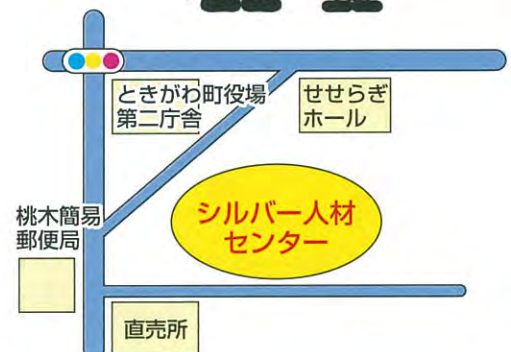 ときがわ町役場
第二庁舎
せせらぎ
ホール
シルバー人材
センター
桃木簡易
郵便局
直売所